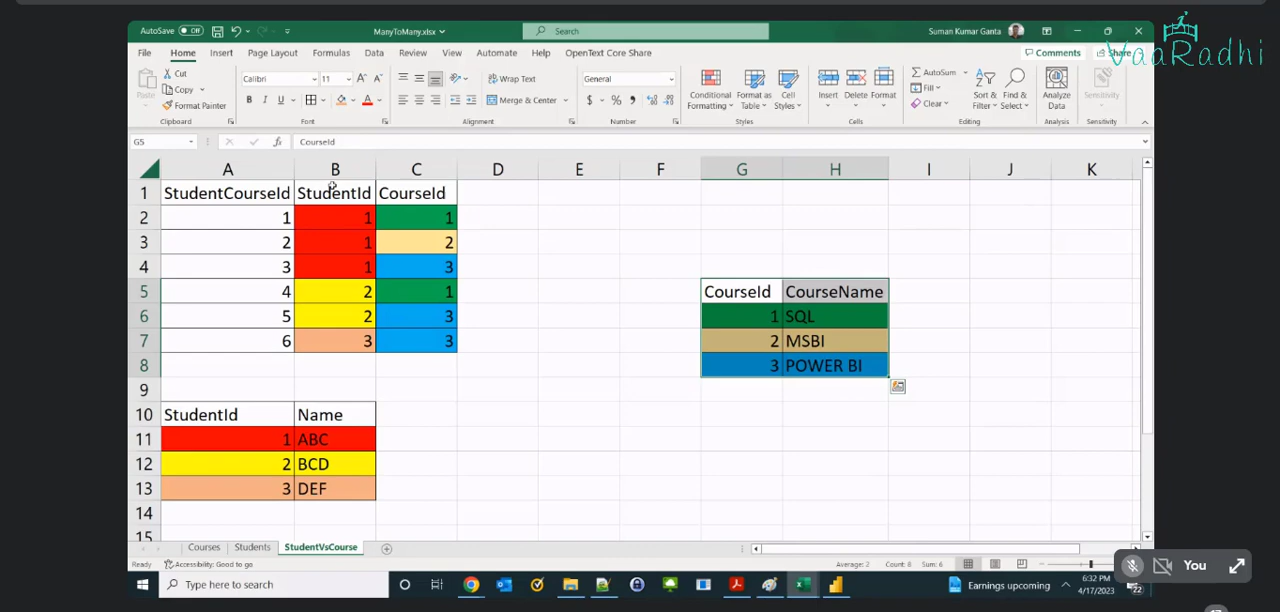 AutoSave Off
ManyToMany.xlsx
Search
Suman Kumar Ganta
VaaRadhi
File Home Insert Page Layout Formulas Data Review View Automate Help OpenText Core Share
Comments Share
Paste
Cut
Copy
Format Painter
Clipboard
Calibri 11
B I U
Font
Wrap Text
Merge & Center
Alignment
General
$ % ,
Number
Conditional Formatting
Format as Table
Cell Styles
Styles
Insert Delete Format
Cells
AutoSum
Fill
Clear
Sort & Filter
Find & Select
Editing
Analyze Data
Analysis
Sensitivity
Sensitivity
G5 fx CourseId
A B C D E F G H I J K
1 StudentCourseId StudentId CourseId
2 1 1 1
3 2 1 2
4 3 1 3
5 4 2 1 CourseId CourseName
6 5 2 3 1 SQL
7 6 3 3 2 MSBI
8 3 POWER BI
9
10 StudentId Name
11 1 ABC
12 2 BCD
13 3 DEF
14
15
Courses Students StudentVsCourse
Ready Accessibility: Good to go Average: 2 Count: 8 Sum: 6
You
Type here to search
Earnings upcoming
6:32 PM
4/17/2023
22